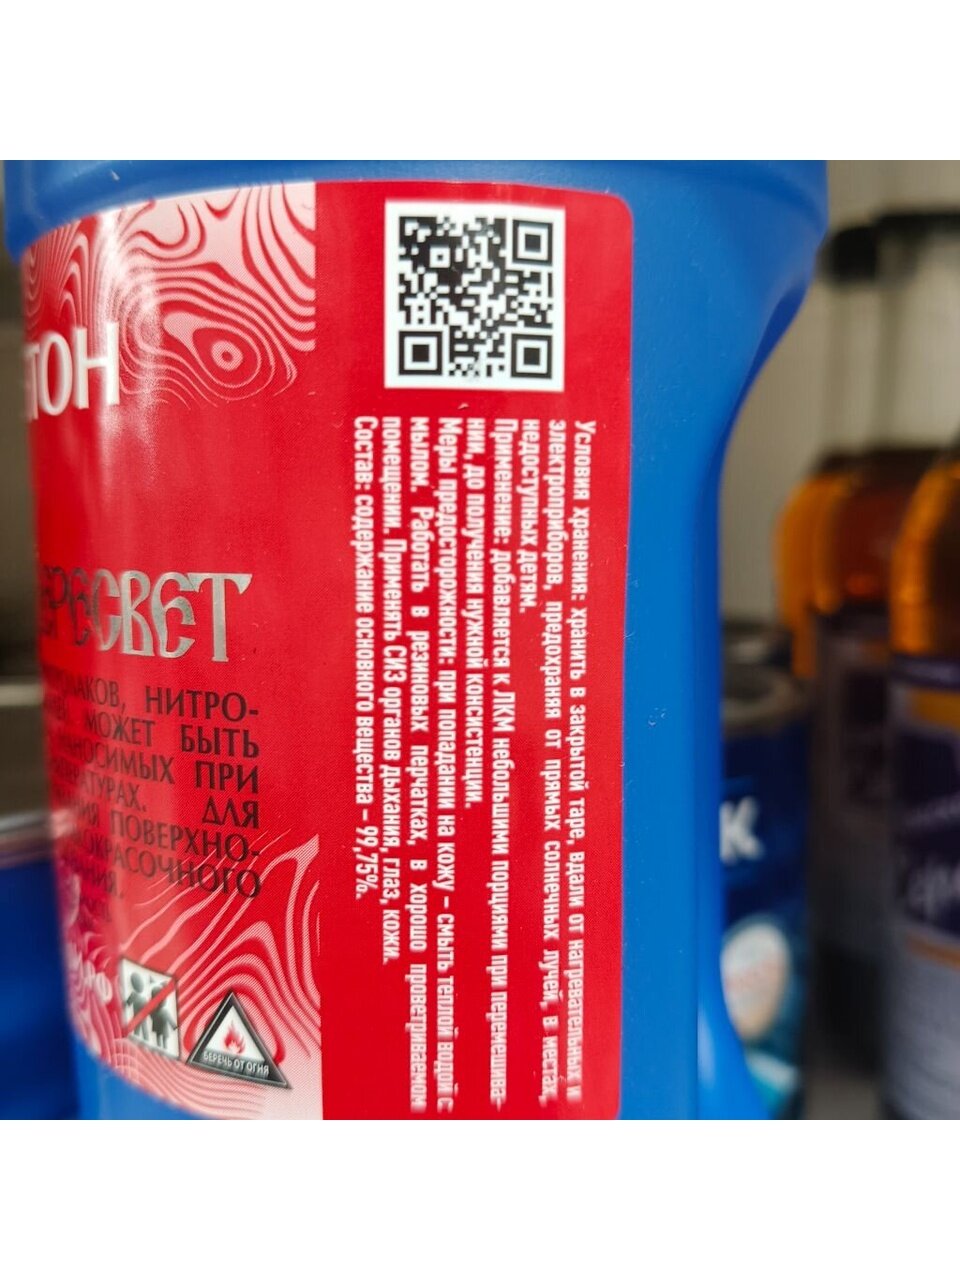 ТОН
ЕРЕСВЕТ
НИТРО-
МОЖЕТ БЫТЬ
НАНОСИМЫХ ПРИ
ДЛЯ
ПОВЕРХНО-
БЕРЕЧЬ ОТ ОГНЯ
Условия хранения: хранить в закрытой таре, вдали от нагревательных и
электроприборов, предохраняя от прямых солнечных лучей, в местах,
недоступных детям.
Применение: добавляется к ЛКМ небольшими порциями при перемешива-
нии, до получения нужной консистенции.
Меры предосторожности: при попадании на кожу – смыть теплой водой с
мылом. Работать в резиновых перчатках, в хорошо проветриваемом
помещении. Применять СИЗ органов дыхания, глаз, кожи.
Состав: содержание основного вещества – 99,75%.
К